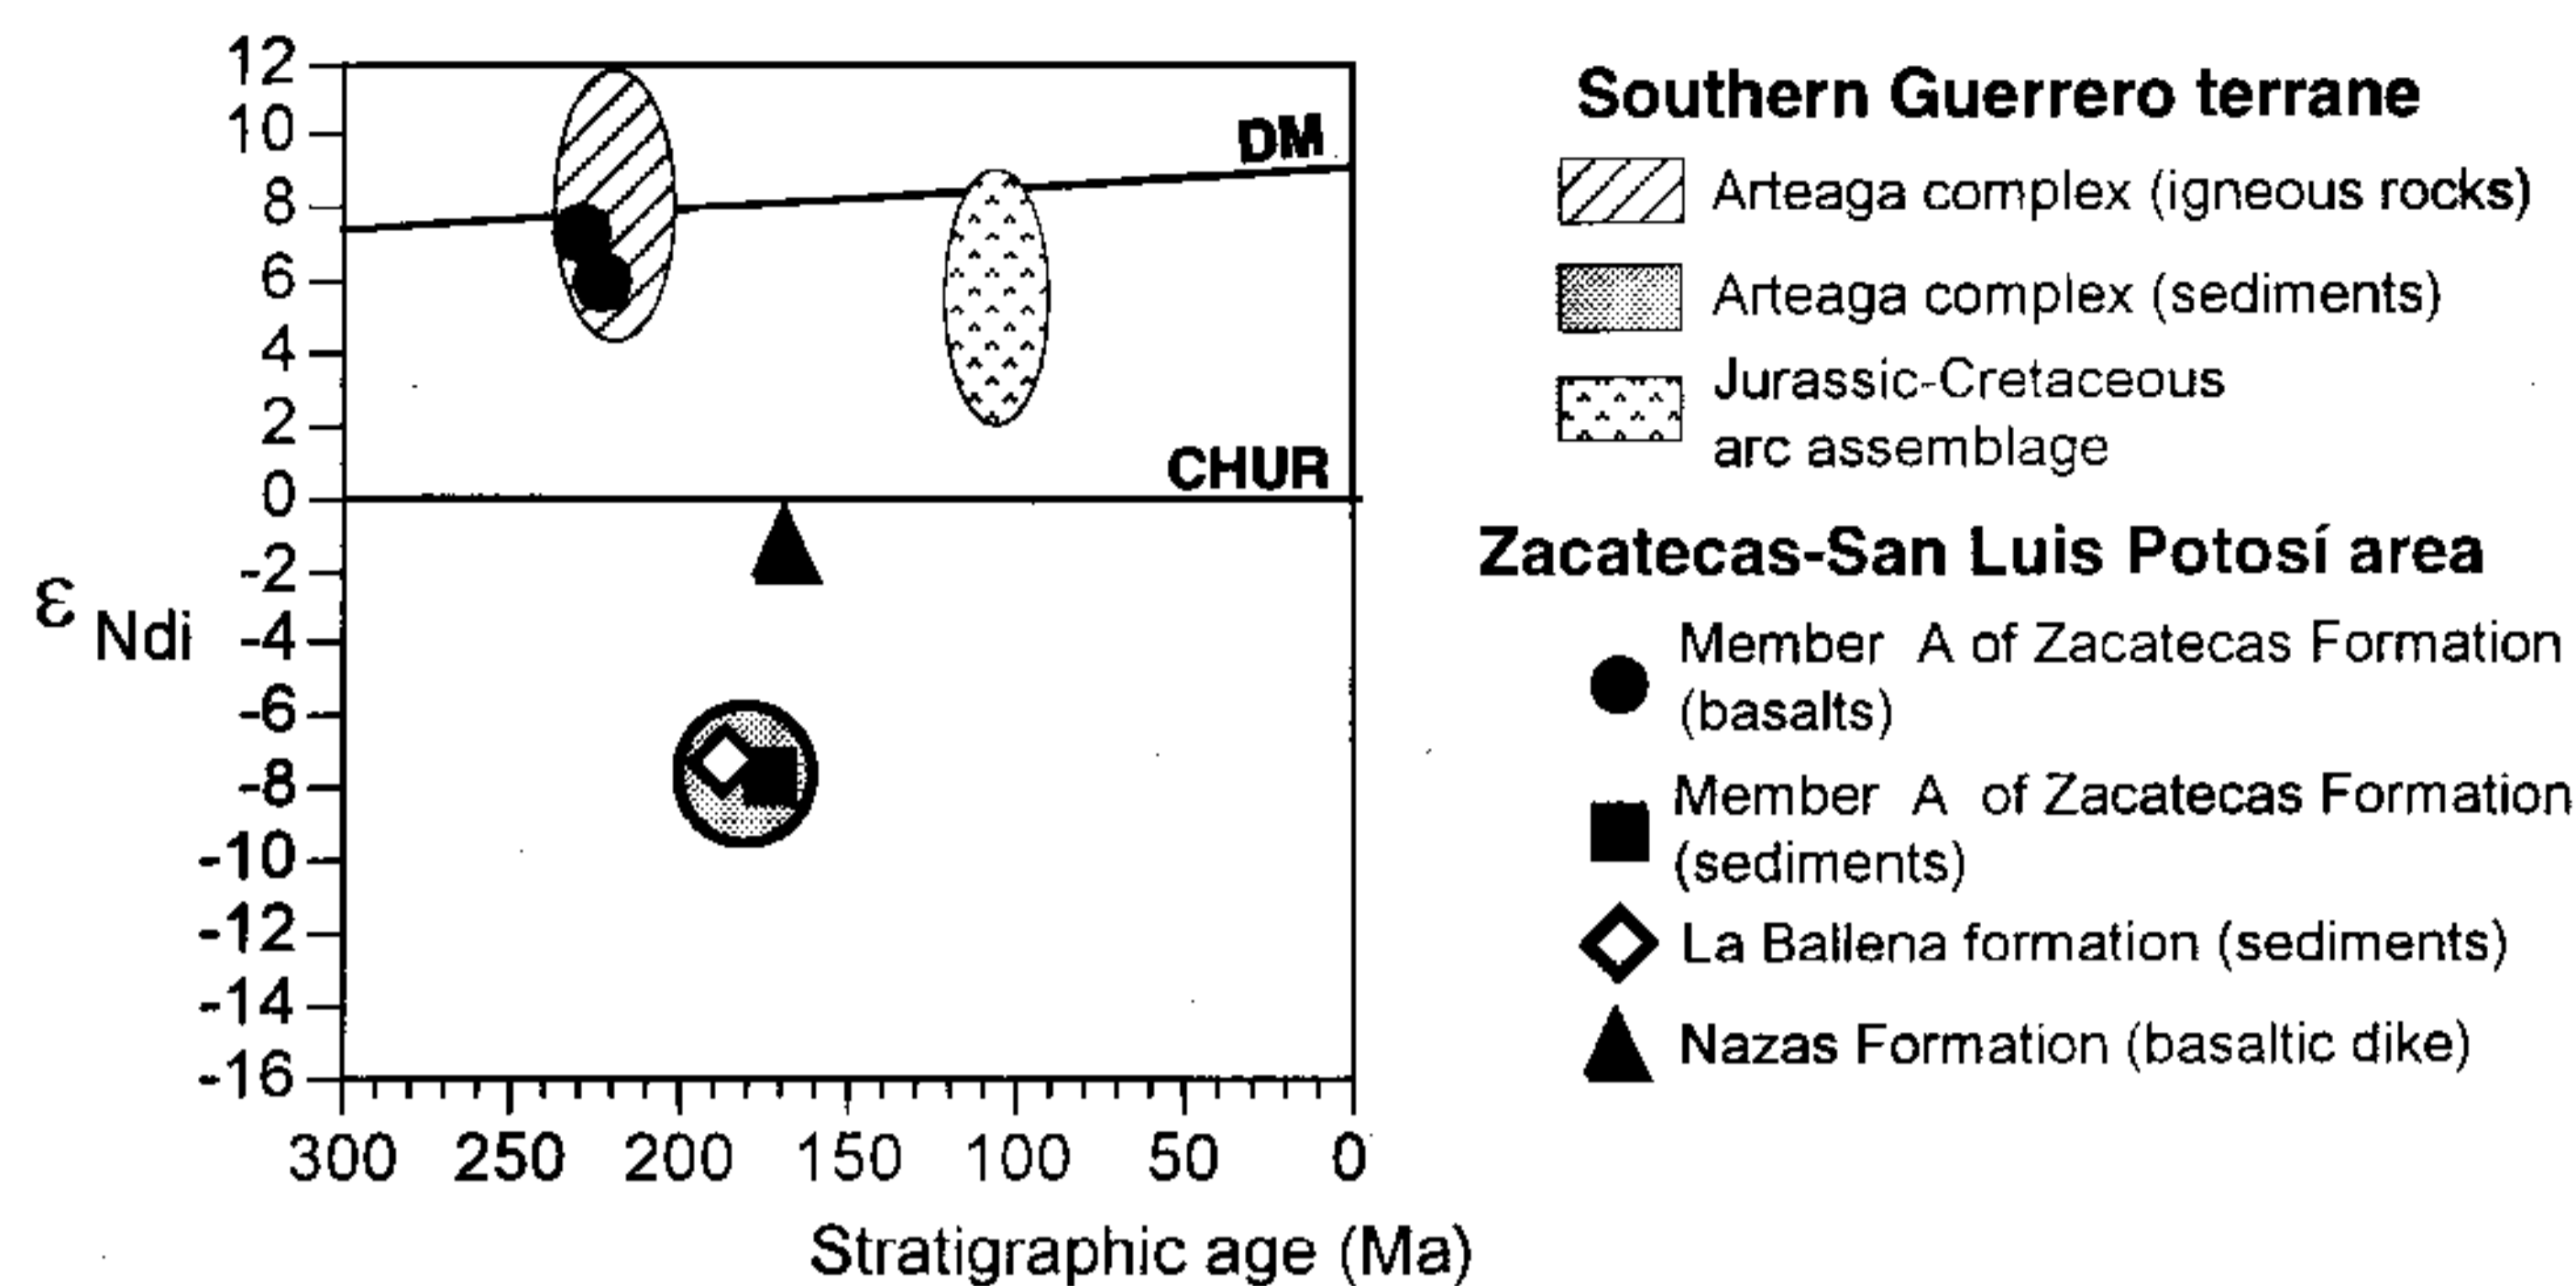 12
10
8
6
4
2
0
-2
-4
-6
-8
-10
-12
-14
-16
ε Ndi
DM
CHUR
300 250 200 150 100 50 0
Stratigraphic age (Ma)
Southern Guerrero terrane
Arteaga complex (igneous rocks)
Arteaga complex (sediments)
Jurassic-Cretaceous
arc assemblage
Zacatecas-San Luis Potosí area
Member A of Zacatecas Formation
(basalts)
Member A of Zacatecas Formation
(sediments)
La Ballena formation (sediments)
Nazas Formation (basaltic dike)